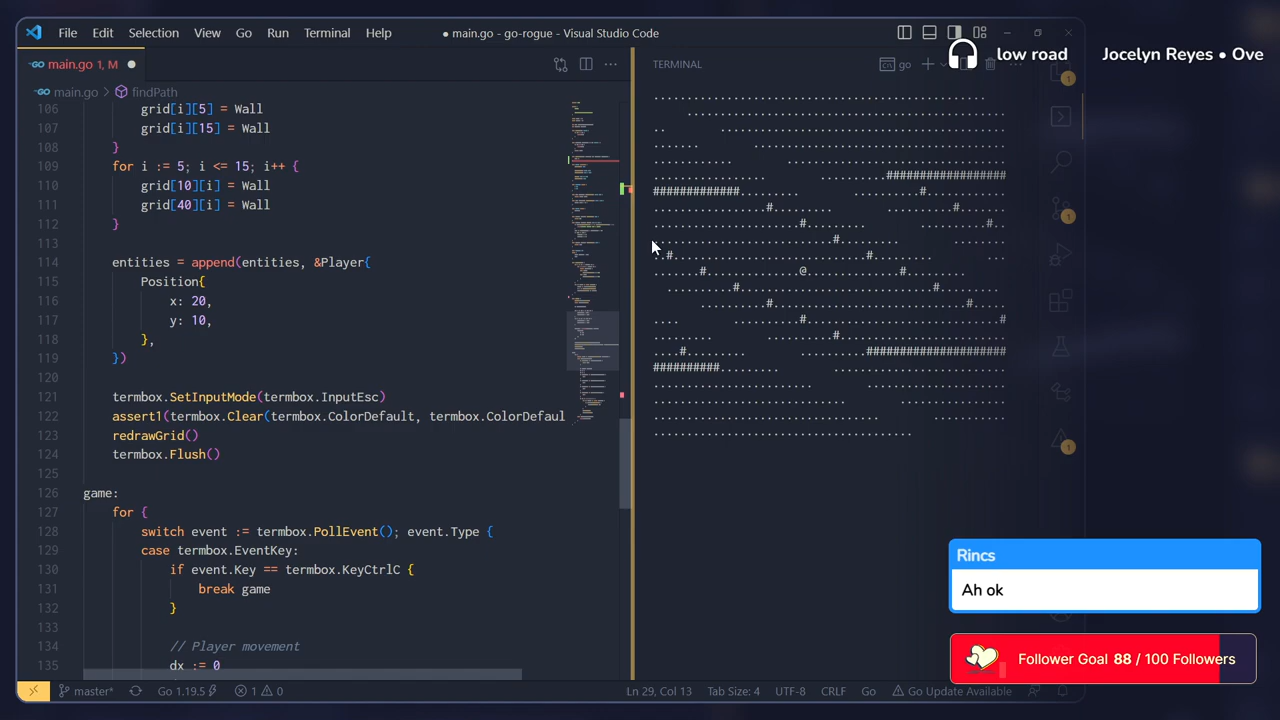 File Edit Selection View Go Run Terminal Help
● main.go - go-rogue - Visual Studio Code
low road
Jocelyn Reyes • Ove
main.go 1, M ●
main.go > findPath
106 grid[i][5] = Wall
107 grid[i][15] = Wall
108 }
109 for i := 5; i <= 15; i++ {
110 grid[10][i] = Wall
111 grid[40][i] = Wall
112 }
113
114 entities = append(entities, &Player{
115 Position{
116 x: 20,
117 y: 10,
118 },
119 })
120
121 termbox.SetInputMode(termbox.InputEsc)
122 assert1(termbox.Clear(termbox.ColorDefault, termbox.ColorDefaul
123 redrawGrid()
124 termbox.Flush()
125
126 game:
127 for {
128 switch event := termbox.PollEvent(); event.Type {
129 case termbox.EventKey:
130 if event.Key == termbox.KeyCtrlC {
131 break game
132 }
133
134 // Player movement
135 dx := 0
TERMINAL
go
1
1
1
Rincs
Ah ok
Follower Goal 88 / 100 Followers
master* Go 1.19.5 1 0 Ln 29, Col 13 Tab Size: 4 UTF-8 CRLF Go Go Update Available